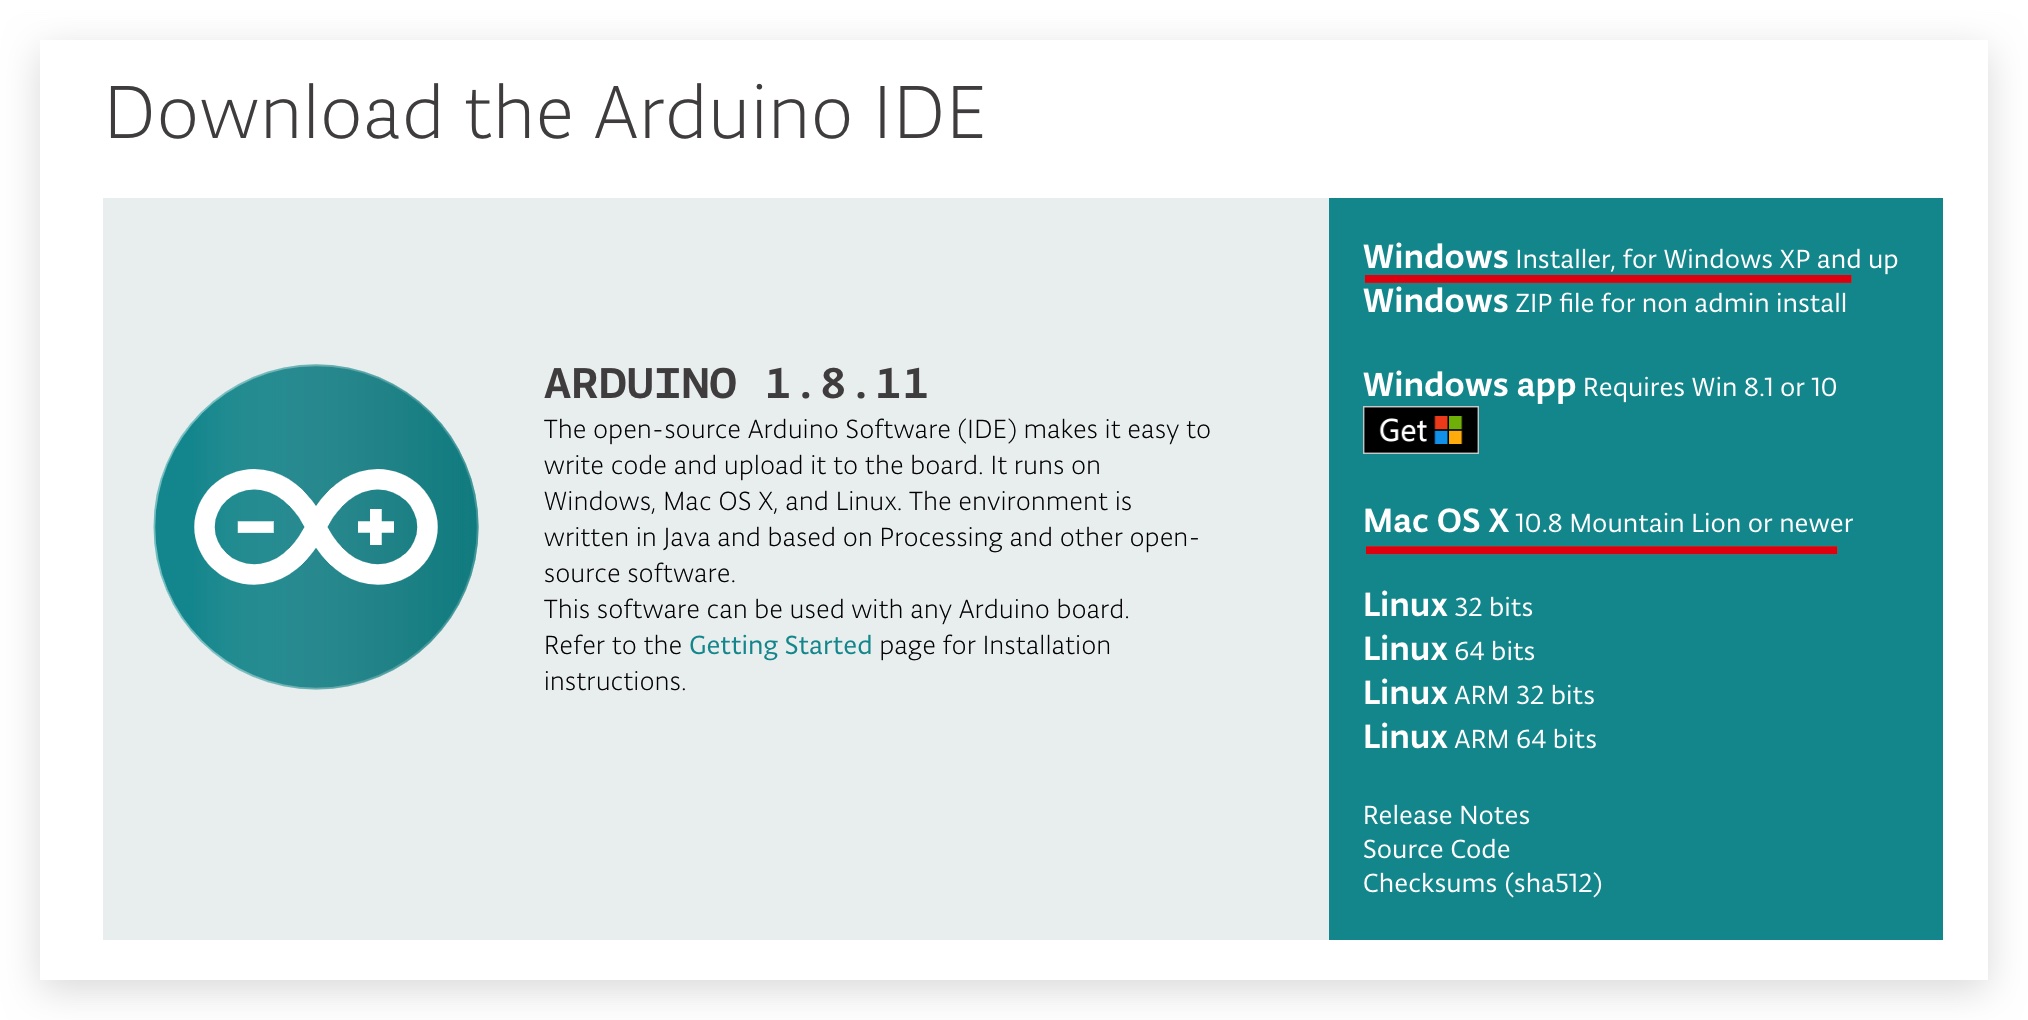 Download the Arduino IDE
ARDUINO 1.8.11
The open-source Arduino Software (IDE) makes it easy to
write code and upload it to the board. It runs on
Windows, Mac OS X, and Linux. The environment is
written in Java and based on Processing and other open-
source software.
This software can be used with any Arduino board.
Refer to the Getting Started page for Installation
instructions.
Windows Installer, for Windows XP and up
Windows ZIP file for non admin install
Windows app Requires Win 8.1 or 10
Get
Mac OS X 10.8 Mountain Lion or newer
Linux 32 bits
Linux 64 bits
Linux ARM 32 bits
Linux ARM 64 bits
Release Notes
Source Code
Checksums (sha512)